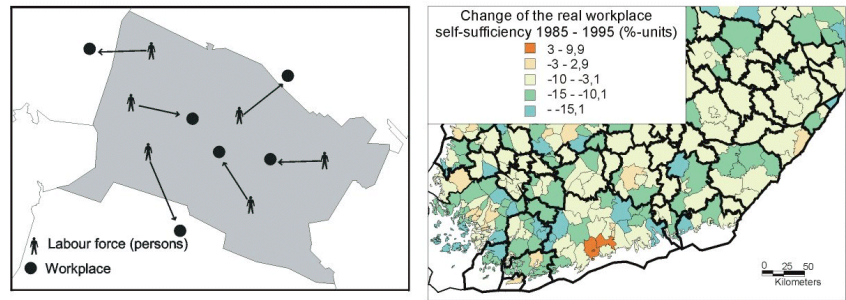 Labour force (persons)
Workplace
Change of the real workplace
self-sufficiency 1985 - 1995 (%-units)
3 - 9,9
-3 - 2,9
-10 - -3,1
-15 - -10,1
- -15,1
0 25 50
Kilometers